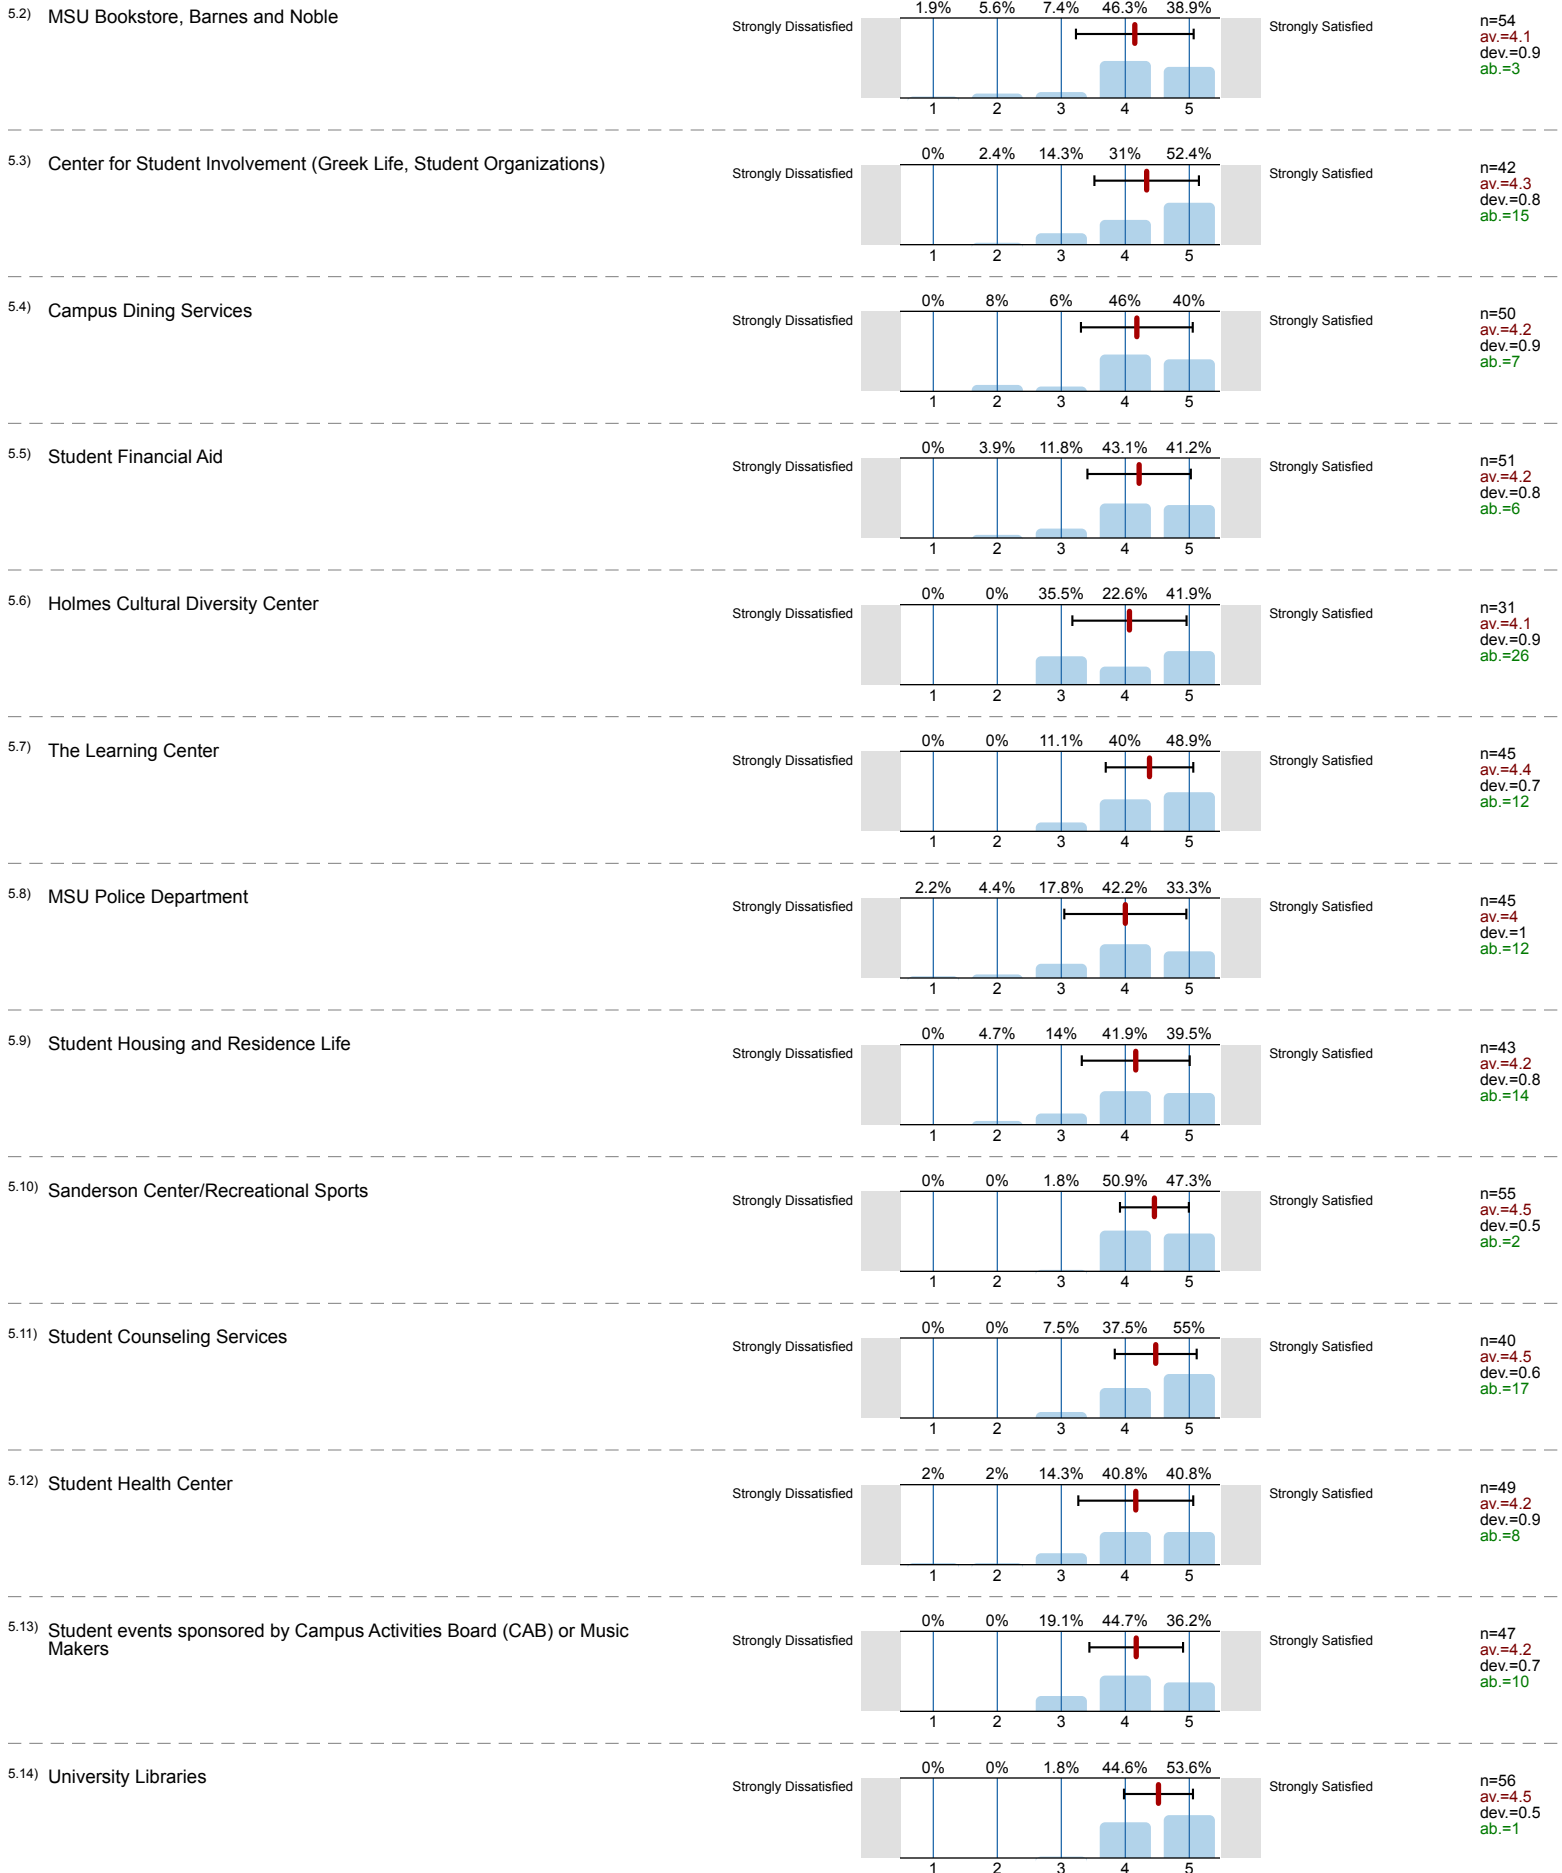 5.2) MSU Bookstore, Barnes and Noble
Strongly Dissatisfied
1.9% 5.6% 7.4% 46.3% 38.9%
1 2 3 4 5
Strongly Satisfied
n=54
av.=4.1
dev.=0.9
ab.=3
5.3) Center for Student Involvement (Greek Life, Student Organizations)
Strongly Dissatisfied
0% 2.4% 14.3% 31% 52.4%
1 2 3 4 5
Strongly Satisfied
n=42
av.=4.3
dev.=0.8
ab.=15
5.4) Campus Dining Services
Strongly Dissatisfied
0% 8% 6% 46% 40%
1 2 3 4 5
Strongly Satisfied
n=50
av.=4.2
dev.=0.9
ab.=7
5.5) Student Financial Aid
Strongly Dissatisfied
0% 3.9% 11.8% 43.1% 41.2%
1 2 3 4 5
Strongly Satisfied
n=51
av.=4.2
dev.=0.8
ab.=6
5.6) Holmes Cultural Diversity Center
Strongly Dissatisfied
0% 0% 35.5% 22.6% 41.9%
1 2 3 4 5
Strongly Satisfied
n=31
av.=4.1
dev.=0.9
ab.=26
5.7) The Learning Center
Strongly Dissatisfied
0% 0% 11.1% 40% 48.9%
1 2 3 4 5
Strongly Satisfied
n=45
av.=4.4
dev.=0.7
ab.=12
5.8) MSU Police Department
Strongly Dissatisfied
2.2% 4.4% 17.8% 42.2% 33.3%
1 2 3 4 5
Strongly Satisfied
n=45
av.=4
dev.=1
ab.=12
5.9) Student Housing and Residence Life
Strongly Dissatisfied
0% 4.7% 14% 41.9% 39.5%
1 2 3 4 5
Strongly Satisfied
n=43
av.=4.2
dev.=0.8
ab.=14
5.10) Sanderson Center/Recreational Sports
Strongly Dissatisfied
0% 0% 1.8% 50.9% 47.3%
1 2 3 4 5
Strongly Satisfied
n=55
av.=4.5
dev.=0.5
ab.=2
5.11) Student Counseling Services
Strongly Dissatisfied
0% 0% 7.5% 37.5% 55%
1 2 3 4 5
Strongly Satisfied
n=40
av.=4.5
dev.=0.6
ab.=17
5.12) Student Health Center
Strongly Dissatisfied
2% 2% 14.3% 40.8% 40.8%
1 2 3 4 5
Strongly Satisfied
n=49
av.=4.2
dev.=0.9
ab.=8
5.13) Student events sponsored by Campus Activities Board (CAB) or Music
Makers
Strongly Dissatisfied
0% 0% 19.1% 44.7% 36.2%
1 2 3 4 5
Strongly Satisfied
n=47
av.=4.2
dev.=0.7
ab.=10
5.14) University Libraries
Strongly Dissatisfied
0% 0% 1.8% 44.6% 53.6%
1 2 3 4 5
Strongly Satisfied
n=56
av.=4.5
dev.=0.5
ab.=1